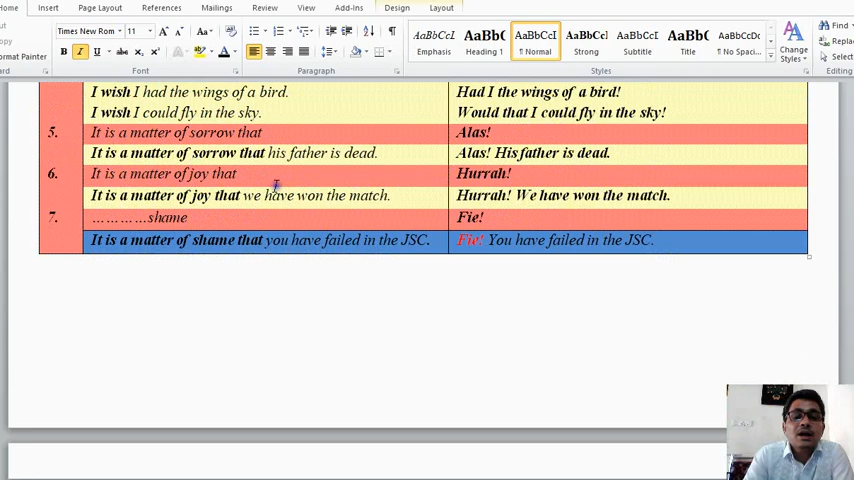 Home Insert Page Layout References Mailings Review View Add-Ins Design Layout
Times New Rom 11 Find
Replac
Select
Format Painter B I U abc
AaBbCcL AaBb( AaBbCcI AaBbCcI AaBbCcL AaBb( AaBbCcI
Emphasis Heading 1 ¶ Normal Strong Subtitle Title ¶ No Spaci... Change Styles
Font Paragraph Styles Editing
I wish I had the wings of a bird. Had I the wings of a bird!
I wish I could fly in the sky. Would that I could fly in the sky!
5. It is a matter of sorrow that Alas!
It is a matter of sorrow that his father is dead. Alas! His father is dead.
6. It is a matter of joy that Hurrah!
It is a matter of joy that we have won the match. Hurrah! We have won the match.
7. …………shame Fie!
It is a matter of shame that you have failed in the JSC. Fie! You have failed in the JSC.